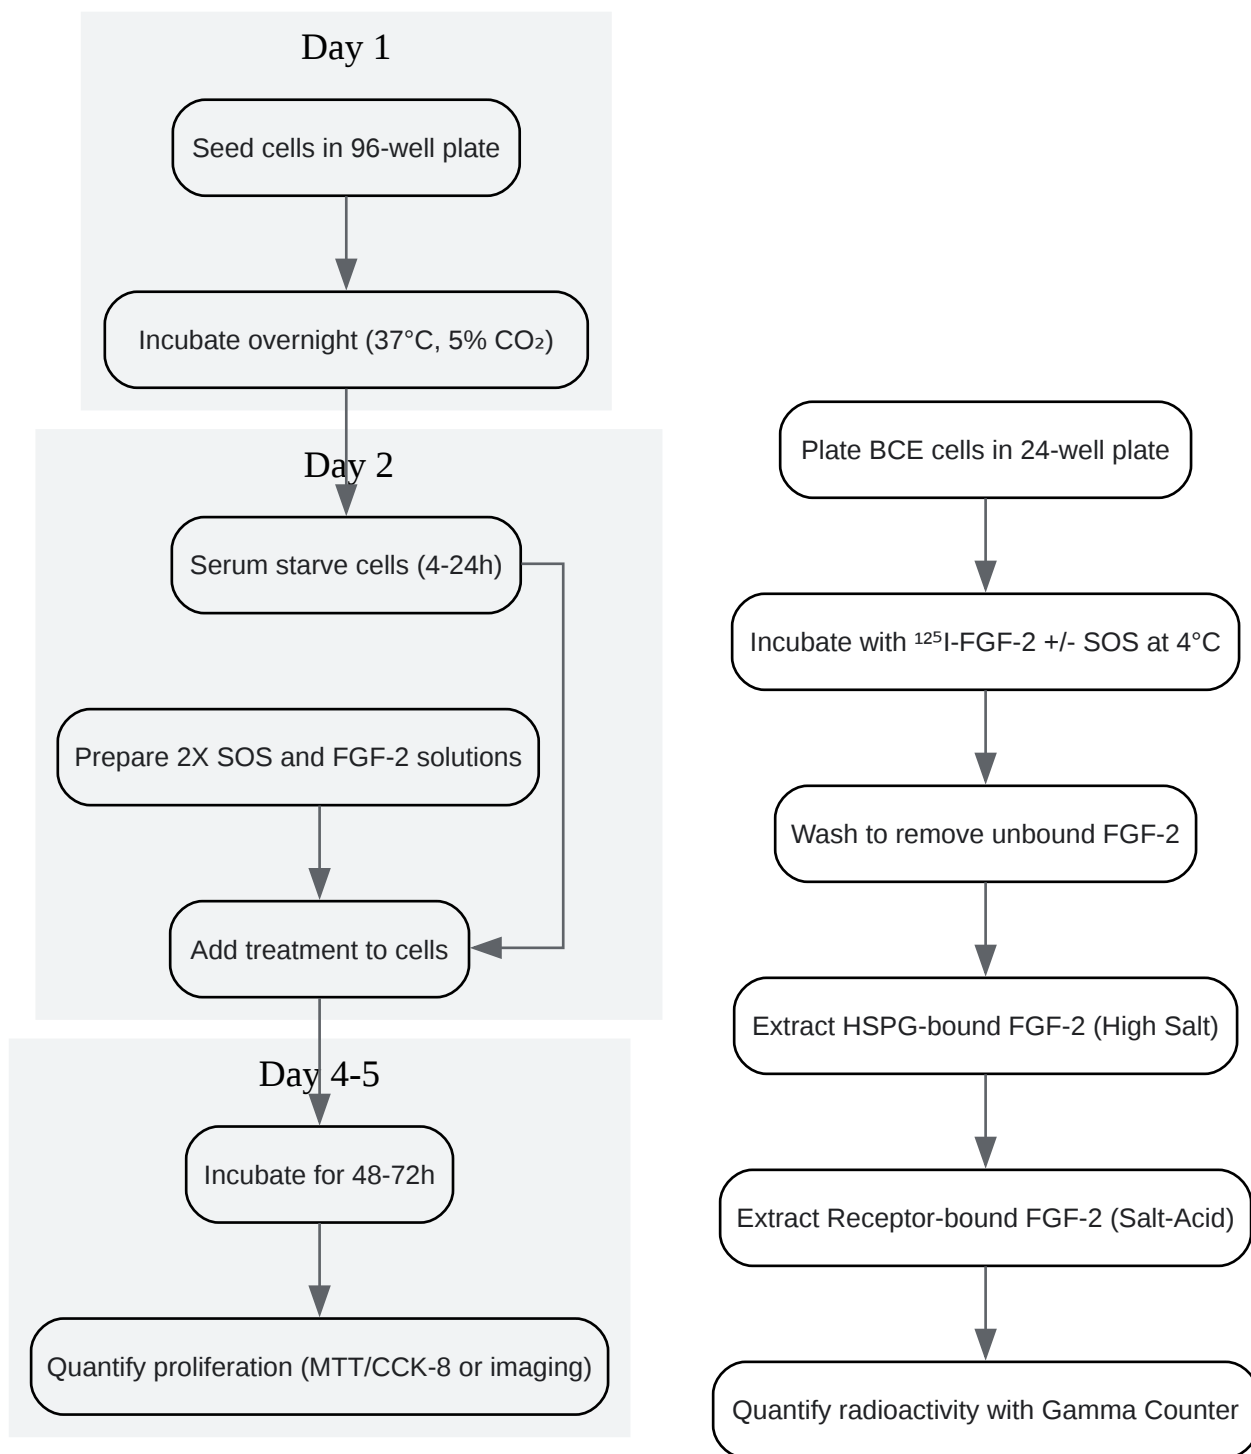 Day 1
Seed cells in 96-well plate
Incubate overnight (37°C, 5% CO₂)
Day 2
Serum starve cells (4-24h)
Prepare 2X SOS and FGF-2 solutions
Add treatment to cells
Day 4-5
Incubate for 48-72h
Quantify proliferation (MTT/CCK-8 or imaging)
Plate BCE cells in 24-well plate
Incubate with ¹²⁵I-FGF-2 +/- SOS at 4°C
Wash to remove unbound FGF-2
Extract HSPG-bound FGF-2 (High Salt)
Extract Receptor-bound FGF-2 (Salt-Acid)
Quantify radioactivity with Gamma Counter